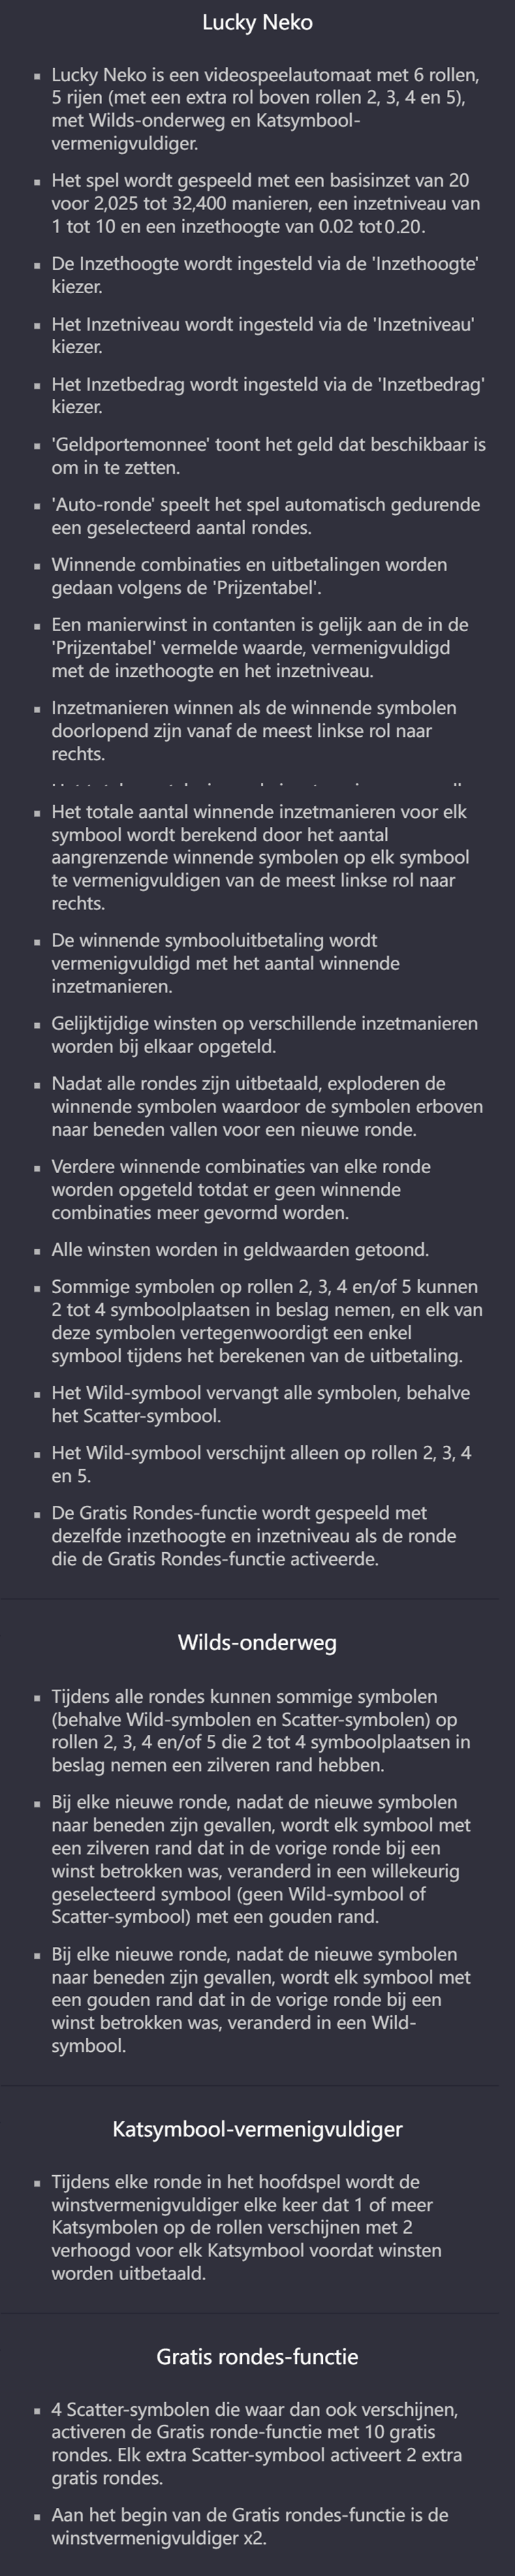 Lucky Neko
▪ Lucky Neko is een videospeelautomaat met 6 rollen,
5 rijen (met een extra rol boven rollen 2, 3, 4 en 5),
met Wilds-onderweg en Katsymbool-
vermenigvuldiger.
▪ Het spel wordt gespeeld met een basisinzet van 20
voor 2,025 tot 32,400 manieren, een inzetniveau van
1 tot 10 en een inzethoogte van 0.02 tot 0.20.
▪ De Inzethoogte wordt ingesteld via de 'Inzethoogte'
kiezer.
▪ Het Inzetniveau wordt ingesteld via de 'Inzetniveau'
kiezer.
▪ Het Inzetbedrag wordt ingesteld via de 'Inzetbedrag'
kiezer.
▪ 'Geldportemonnee' toont het geld dat beschikbaar is
om in te zetten.
▪ 'Auto-ronde' speelt het spel automatisch gedurende
een geselecteerd aantal rondes.
▪ Winnende combinaties en uitbetalingen worden
gedaan volgens de 'Prijzentabel'.
▪ Een manierwinst in contanten is gelijk aan de in de
'Prijzentabel' vermelde waarde, vermenigvuldigd
met de inzethoogte en het inzetniveau.
▪ Inzetmanieren winnen als de winnende symbolen
doorlopend zijn vanaf de meest linkse rol naar
rechts.
▪ Het totale aantal winnende inzetmanieren voor elk
symbool wordt berekend door het aantal
aangrenzende winnende symbolen op elk symbool
te vermenigvuldigen van de meest linkse rol naar
rechts.
▪ De winnende symbooluitbetaling wordt
vermenigvuldigd met het aantal winnende
inzetmanieren.
▪ Gelijktijdige winsten op verschillende inzetmanieren
worden bij elkaar opgeteld.
▪ Nadat alle rondes zijn uitbetaald, exploderen de
winnende symbolen waardoor de symbolen erboven
naar beneden vallen voor een nieuwe ronde.
▪ Verdere winnende combinaties van elke ronde
worden opgeteld totdat er geen winnende
combinaties meer gevormd worden.
▪ Alle winsten worden in geldwaarden getoond.
▪ Sommige symbolen op rollen 2, 3, 4 en/of 5 kunnen
2 tot 4 symboolplaatsen in beslag nemen, en elk van
deze symbolen vertegenwoordigt een enkel
symbool tijdens het berekenen van de uitbetaling.
▪ Het Wild-symbool vervangt alle symbolen, behalve
het Scatter-symbool.
▪ Het Wild-symbool verschijnt alleen op rollen 2, 3, 4
en 5.
▪ De Gratis Rondes-functie wordt gespeeld met
dezelfde inzethoogte en inzetniveau als de ronde
die de Gratis Rondes-functie activeerde.
Wilds-onderweg
▪ Tijdens alle rondes kunnen sommige symbolen
(behalve Wild-symbolen en Scatter-symbolen) op
rollen 2, 3, 4 en/of 5 die 2 tot 4 symboolplaatsen in
beslag nemen een zilveren rand hebben.
▪ Bij elke nieuwe ronde, nadat de nieuwe symbolen
naar beneden zijn gevallen, wordt elk symbool met
een zilveren rand dat in de vorige ronde bij een
winst betrokken was, veranderd in een willekeurig
geselecteerd symbool (geen Wild-symbool of
Scatter-symbool) met een gouden rand.
▪ Bij elke nieuwe ronde, nadat de nieuwe symbolen
naar beneden zijn gevallen, wordt elk symbool met
een gouden rand dat in de vorige ronde bij een
winst betrokken was, veranderd in een Wild-
symbool.
Katsymbool-vermenigvuldiger
▪ Tijdens elke ronde in het hoofdspel wordt de
winstvermenigvuldiger elke keer dat 1 of meer
Katsymbolen op de rollen verschijnen met 2
verhoogd voor elk Katsymbool voordat winsten
worden uitbetaald.
Gratis rondes-functie
▪ 4 Scatter-symbolen die waar dan ook verschijnen,
activeren de Gratis ronde-functie met 10 gratis
rondes. Elk extra Scatter-symbool activeert 2 extra
gratis rondes.
▪ Aan het begin van de Gratis rondes-functie is de
winstvermenigvuldiger x2.